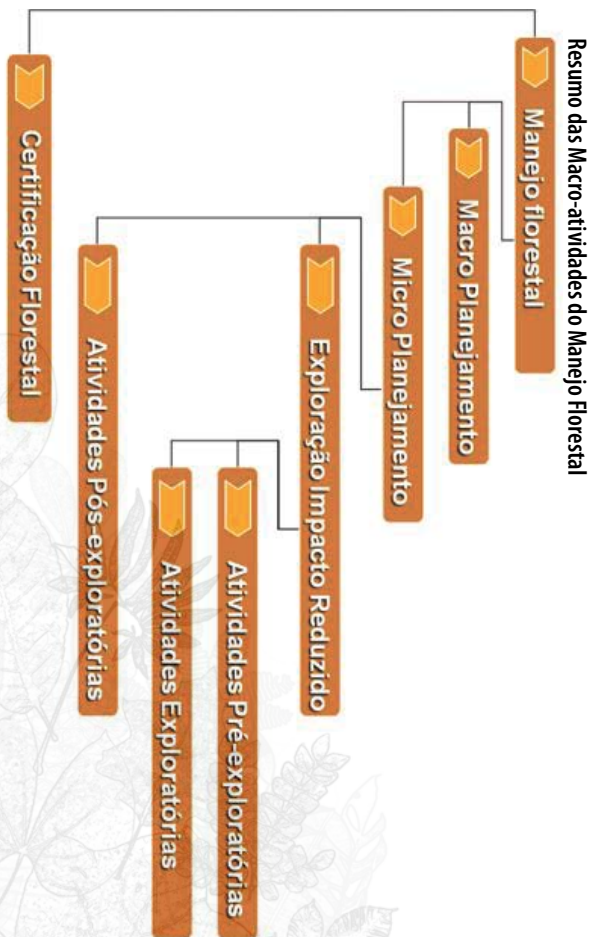 Resumo das Macro-atividades do Manejo Florestal
Manejo florestal
Macro Planejamento
Micro Planejamento
Exploração Impacto Reduzido
Atividades Pré-exploratórias
Atividades Exploratórias
Atividades Pós-exploratórias
Certificação Florestal